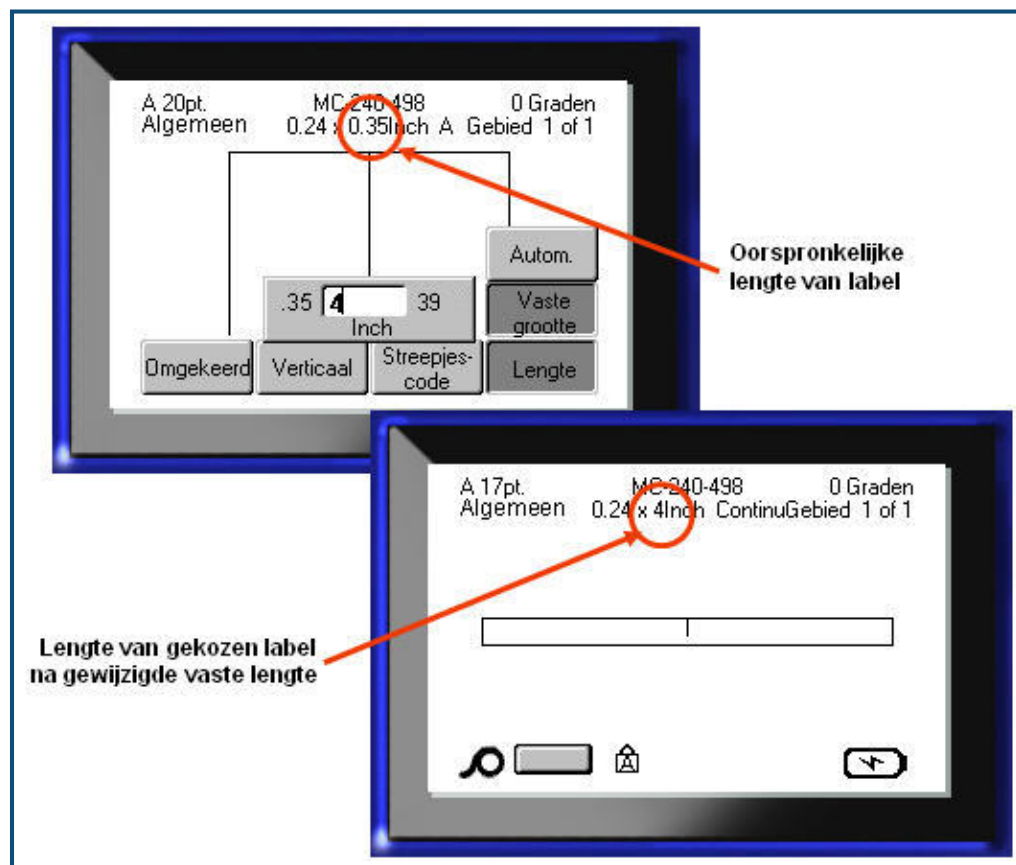 A 20pt. MC-240-498 0 Graden
Algemeen 0.24 x 0.35Inch A Gebied 1 of 1
Autom.
.35 4 39
Inch
Vaste
grootte
Omgekeerd Verticaal Streepjes-
code Lengte
Oorspronkelijke
lengte van label
A 17pt. MC-240-498 0 Graden
Algemeen 0.24 x 4Inch ContinuGebied 1 of 1
Lengte van gekozen label
na gewijzigde vaste lengte
A